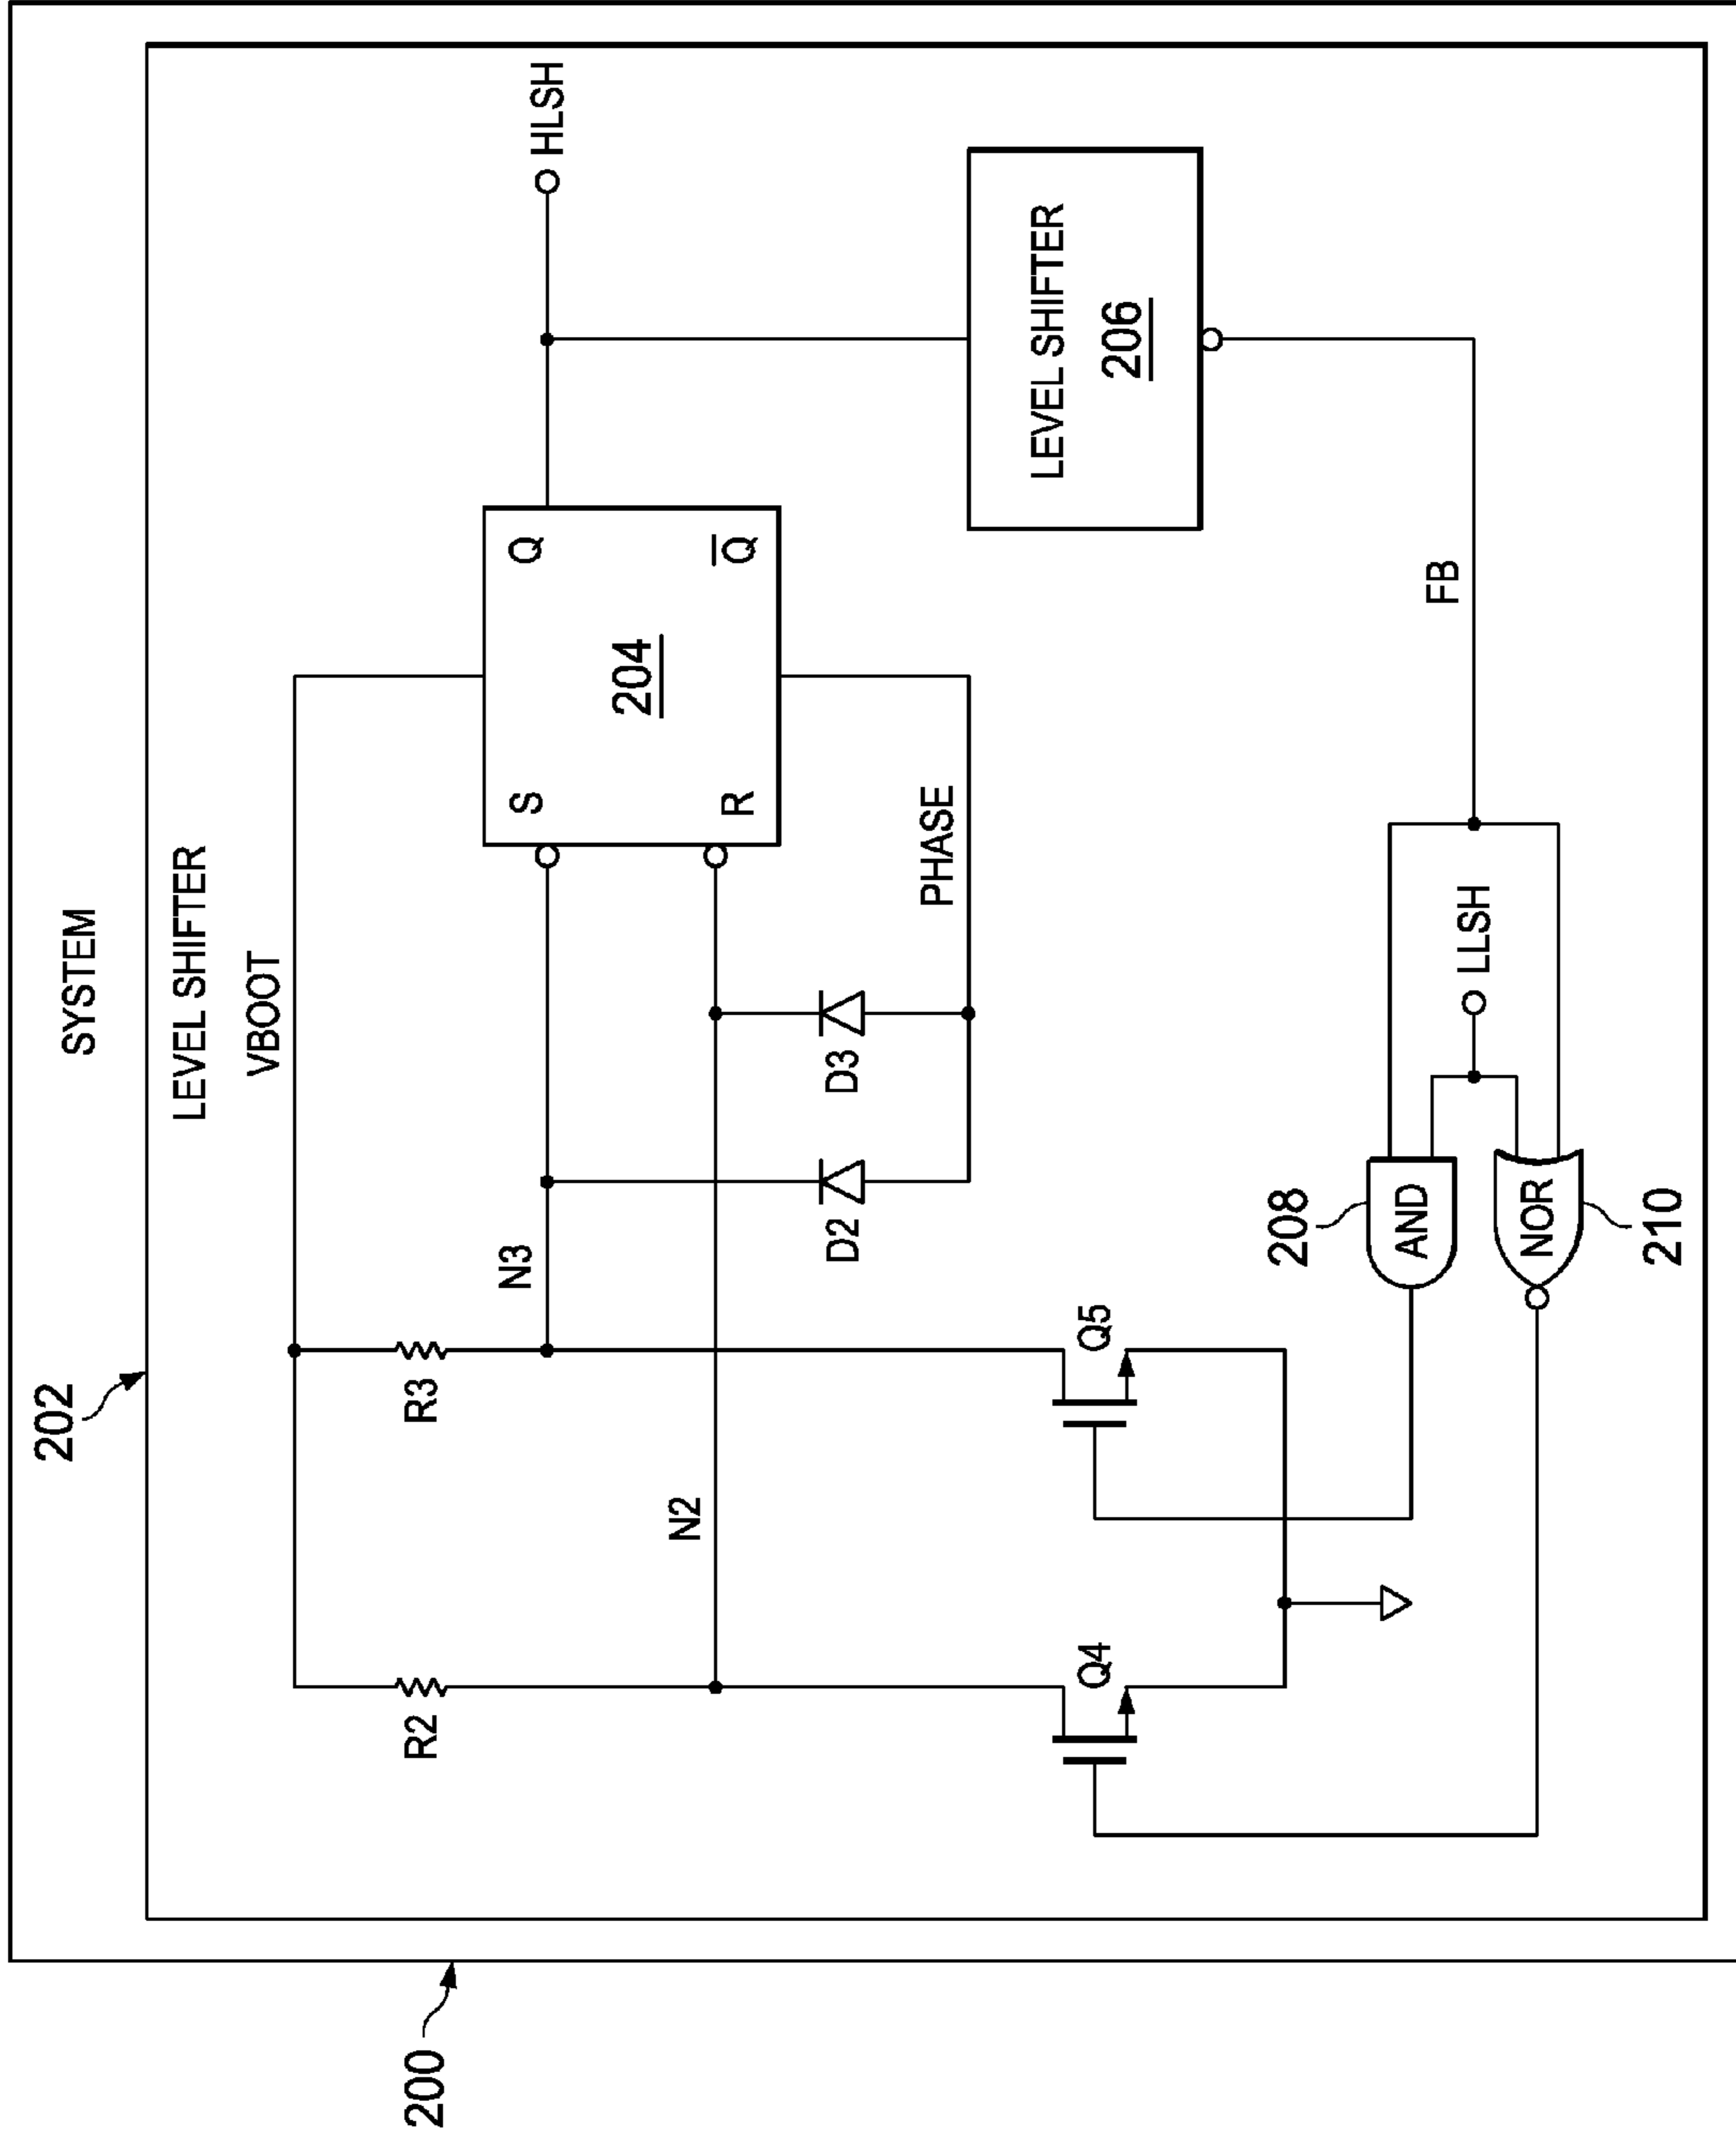 SYSTEM
202
LEVEL SHIFTER
VBOOT
R2
R3
N3
N2
S
Q
R
Q̅
204
HLSH
D2
D3
PHASE
LEVEL SHIFTER
206
Q4
Q5
FB
LLSH
208
AND
NOR
210
200